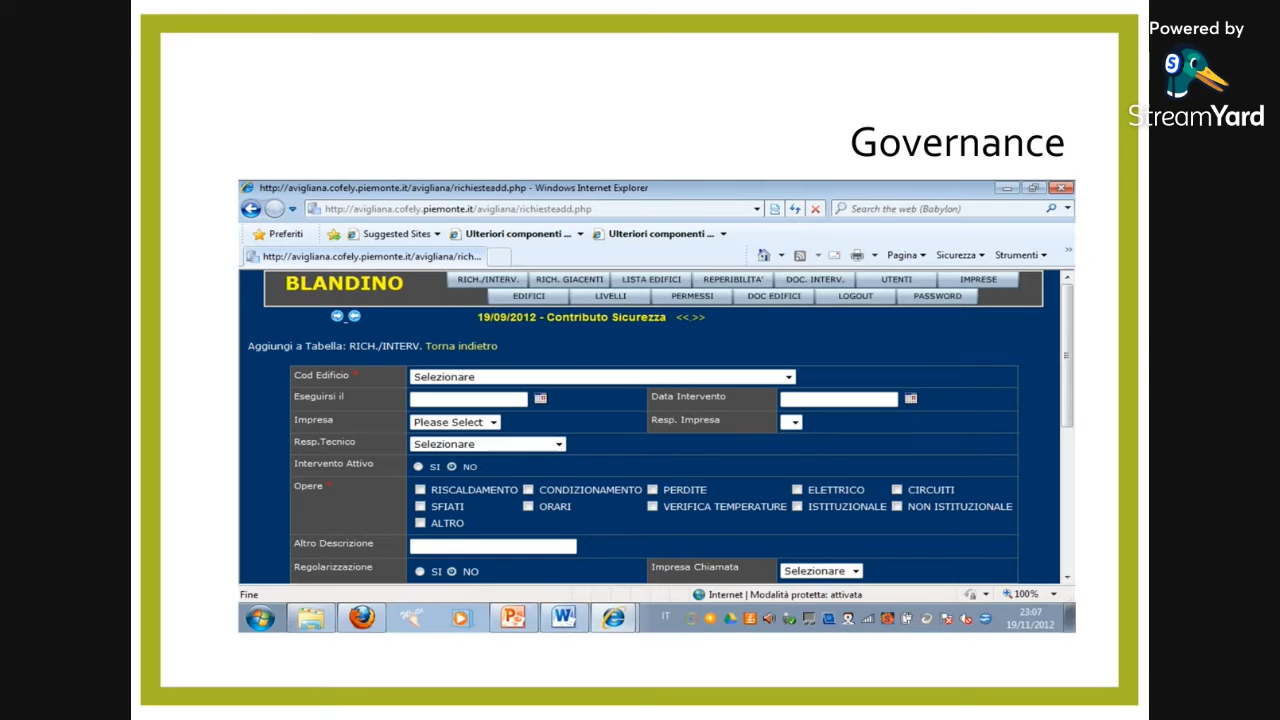 Powered by
StreamYard
Governance
http://avigliana.cofely.piemonte.it/avigliana/richiesteadd.php - Windows Internet Explorer
http://avigliana.cofely.piemonte.it/avigliana/richiesteadd.php
Search the web (Babylon)
Preferiti Suggested Sites Ulteriori componenti ... Ulteriori componenti ...
http://avigliana.cofely.piemonte.it/avigliana/rich... Pagina Sicurezza Strumenti
BLANDINO
RICH./INTERV. RICH. GIACENTI LISTA EDIFICI REPERIBILITA' DOC. INTERV. UTENTI IMPRESE
EDIFICI LIVELLI PERMESSI DOC EDIFICI LOGOUT PASSWORD
19/09/2012 - Contributo Sicurezza <<.>>
Aggiungi a Tabella: RICH./INTERV. Torna indietro
Cod Edificio * Selezionare
Eseguirsi il Data Intervento
Impresa Please Select Resp. Impresa
Resp.Tecnico Selezionare
Intervento Attivo SI NO
Opere * RISCALDAMENTO CONDIZIONAMENTO PERDITE ELETTRICO CIRCUITI
SFIATI ORARI VERIFICA TEMPERATURE ISTITUZIONALE NON ISTITUZIONALE
ALTRO
Altro Descrizione
Regolarizzazione SI NO Impresa Chiamata Selezionare
Fine Internet | Modalità protetta: attivata 100%
IT 23:07
19/11/2012